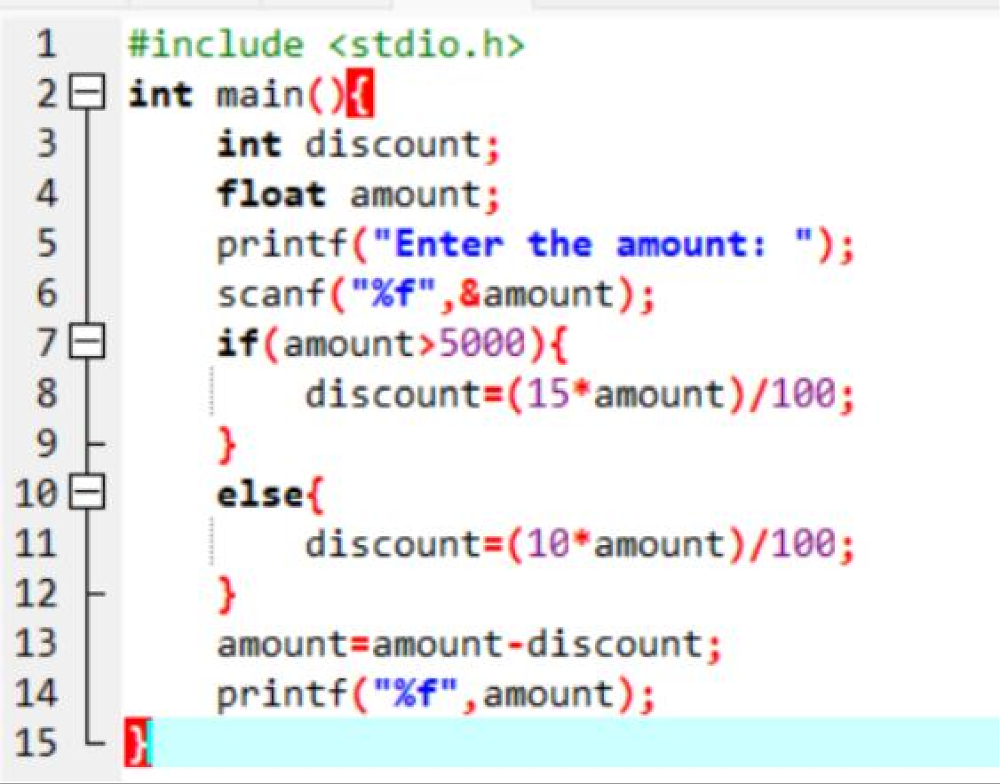 1 #include <stdio.h>
2 int main(){
3 int discount;
4 float amount;
5 printf("Enter the amount: ");
6 scanf("%f",&amount);
7 if(amount>5000){
8 discount=(15*amount)/100;
9 }
10 else{
11 discount=(10*amount)/100;
12 }
13 amount=amount-discount;
14 printf("%f",amount);
15 }